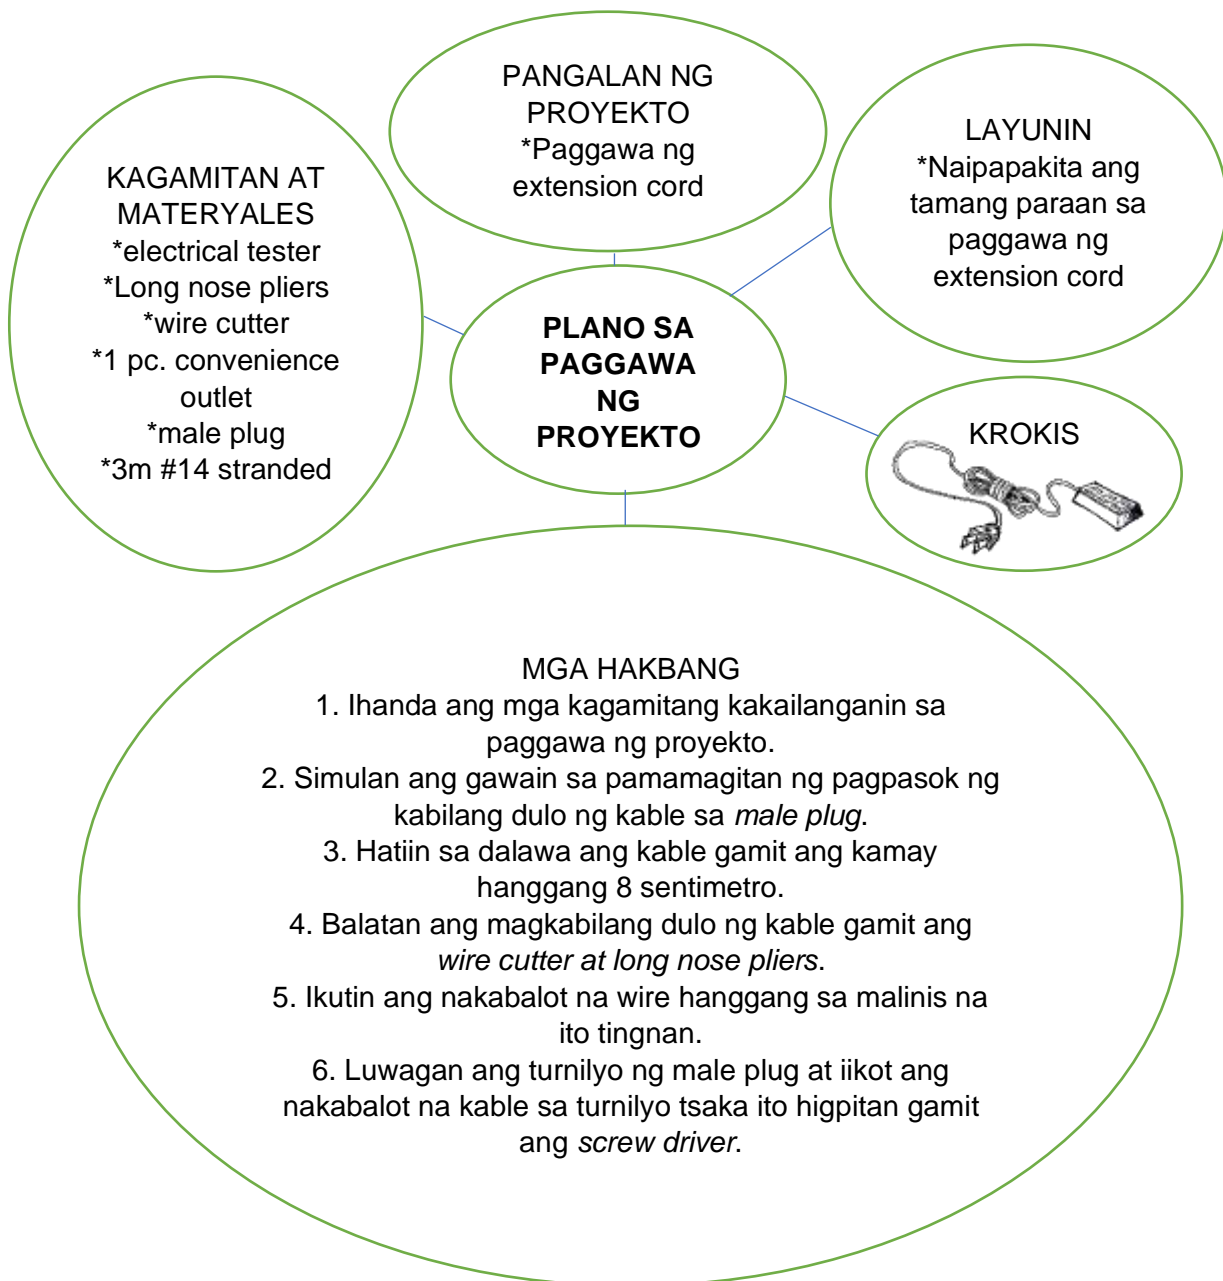 PANGALAN NG
PROYEKTO
*Paggawa ng
extension cord
LAYUNIN
*Naipapakita ang
tamang paraan sa
paggawa ng
extension cord
KAGAMITAN AT
MATERYALES
*electrical tester
*Long nose pliers
*wire cutter
*1 pc. convenience
outlet
*male plug
*3m #14 stranded
PLANO SA
PAGGAWA
NG
PROYEKTO
KROKIS
MGA HAKBANG
1. Ihanda ang mga kagamitang kakailanganin sa
paggawa ng proyekto.
2. Simulan ang gawain sa pamamagitan ng pagpasok ng
kabilang dulo ng kable sa male plug.
3. Hatiin sa dalawa ang kable gamit ang kamay
hanggang 8 sentimetro.
4. Balatan ang magkabilang dulo ng kable gamit ang
wire cutter at long nose pliers.
5. Ikutin ang nakabalot na wire hanggang sa malinis na
ito tingnan.
6. Luwagan ang turnilyo ng male plug at iikot ang
nakabalot na kable sa turnilyo tsaka ito higpitan gamit
ang screw driver.